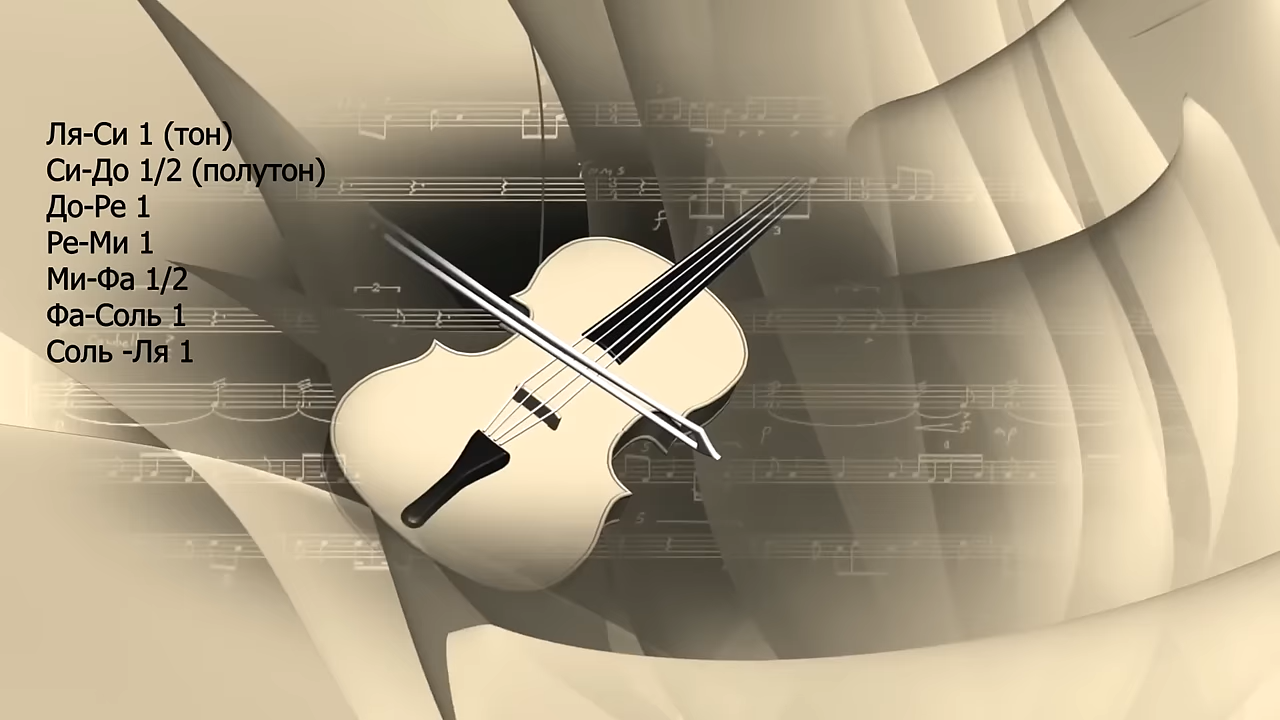 Ля-Си 1 (тон)
Си-До 1/2 (полутон)
До-Ре 1
Ре-Ми 1
Ми-Фа 1/2
Фа-Соль 1
Соль -Ля 1